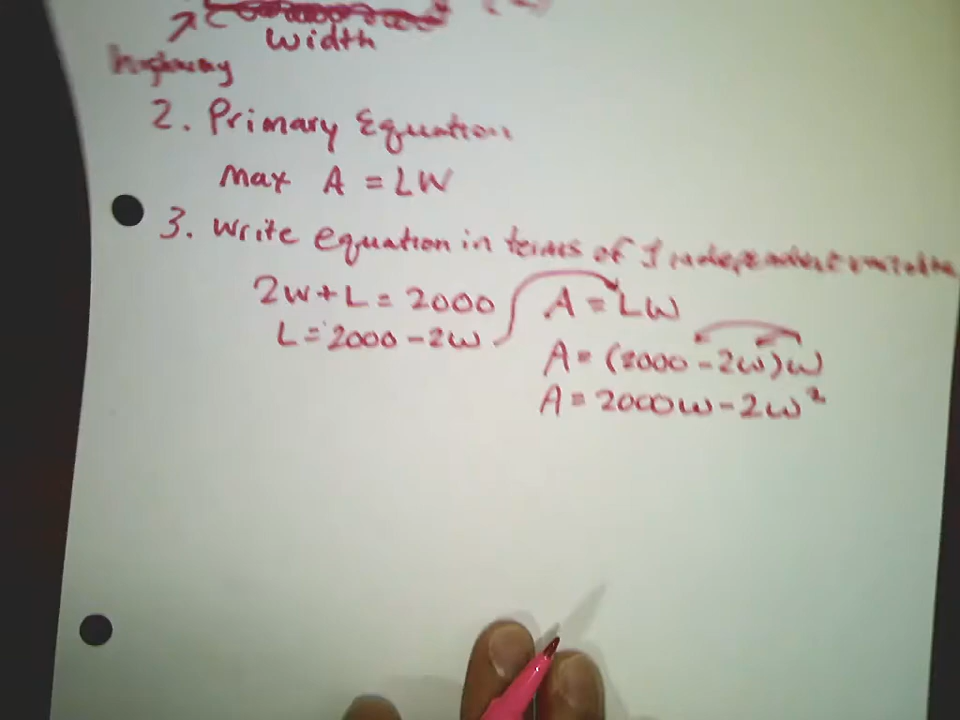 width
highway
2. Primary Equation
Max A = LW
3. Write equation in terms of 1 independent variable
2w + L = 2000
L = 2000 - 2w
A = LW
A = (2000 - 2w)w
A = 2000w - 2w²